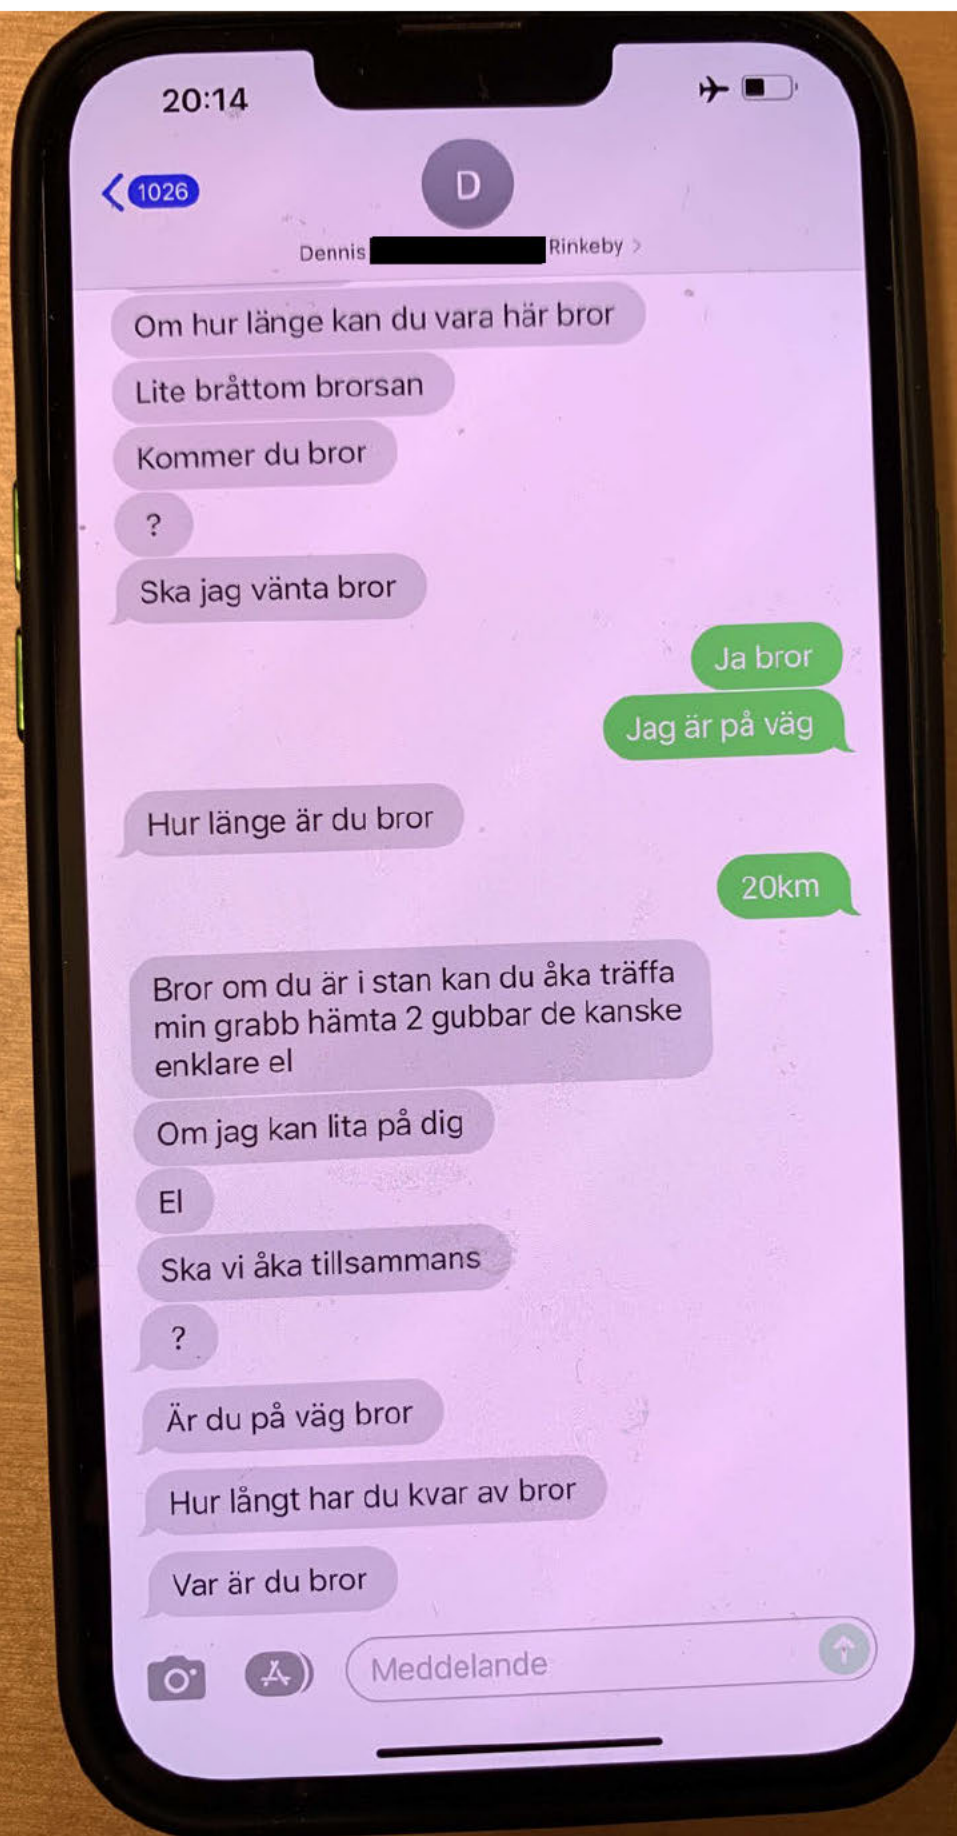 20:14
1026
D
Dennis Rinkeby
Om hur länge kan du vara här bror
Lite bråttom brorsan
Kommer du bror
?
Ska jag vänta bror
Ja bror
Jag är på väg
Hur länge är du bror
20km
Bror om du är i stan kan du åka träffa
min grabb hämta 2 gubbar de kanske
enklare el
Om jag kan lita på dig
El
Ska vi åka tillsammans
?
Är du på väg bror
Hur långt har du kvar av bror
Var är du bror
Meddelande